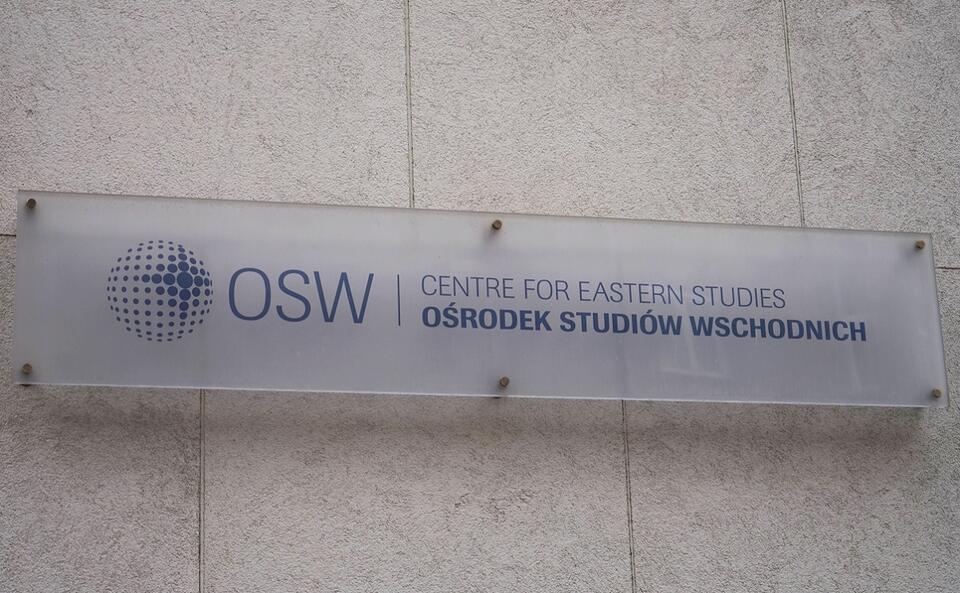 OSW
CENTRE FOR EASTERN STUDIES
OŚRODEK STUDIÓW WSCHODNICH